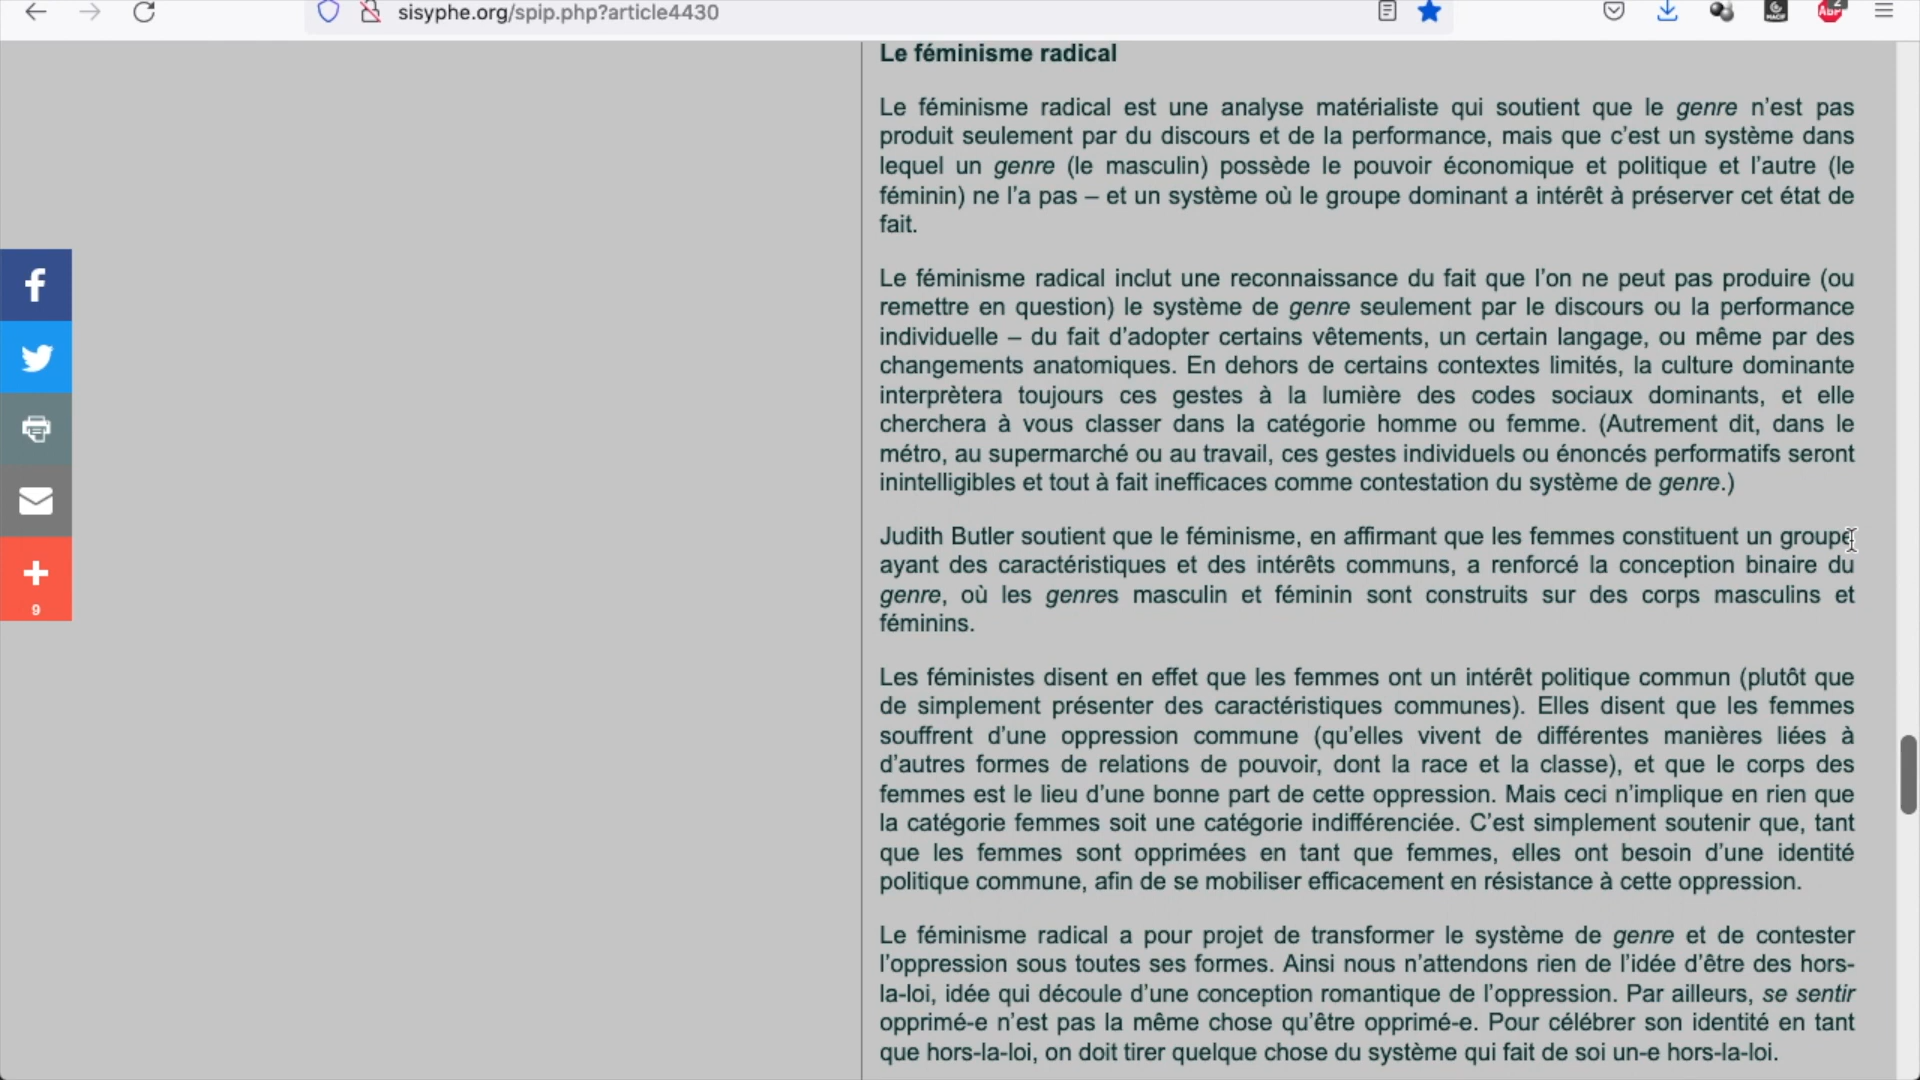 sisyphe.org/spip.php?article4430
2
ABP
MACIF
Le féminisme radical
Le féminisme radical est une analyse matérialiste qui soutient que le genre n’est pas
produit seulement par du discours et de la performance, mais que c’est un système dans
lequel un genre (le masculin) possède le pouvoir économique et politique et l’autre (le
féminin) ne l’a pas – et un système où le groupe dominant a intérêt à préserver cet état de
fait.
Le féminisme radical inclut une reconnaissance du fait que l’on ne peut pas produire (ou
remettre en question) le système de genre seulement par le discours ou la performance
individuelle – du fait d’adopter certains vêtements, un certain langage, ou même par des
changements anatomiques. En dehors de certains contextes limités, la culture dominante
interprètera toujours ces gestes à la lumière des codes sociaux dominants, et elle
cherchera à vous classer dans la catégorie homme ou femme. (Autrement dit, dans le
métro, au supermarché ou au travail, ces gestes individuels ou énoncés performatifs seront
inintelligibles et tout à fait inefficaces comme contestation du système de genre.)
Judith Butler soutient que le féminisme, en affirmant que les femmes constituent un groupe
ayant des caractéristiques et des intérêts communs, a renforcé la conception binaire du
genre, où les genres masculin et féminin sont construits sur des corps masculins et
féminins.
Les féministes disent en effet que les femmes ont un intérêt politique commun (plutôt que
de simplement présenter des caractéristiques communes). Elles disent que les femmes
souffrent d’une oppression commune (qu’elles vivent de différentes manières liées à
d’autres formes de relations de pouvoir, dont la race et la classe), et que le corps des
femmes est le lieu d’une bonne part de cette oppression. Mais ceci n’implique en rien que
la catégorie femmes soit une catégorie indifférenciée. C’est simplement soutenir que, tant
que les femmes sont opprimées en tant que femmes, elles ont besoin d’une identité
politique commune, afin de se mobiliser efficacement en résistance à cette oppression.
Le féminisme radical a pour projet de transformer le système de genre et de contester
l’oppression sous toutes ses formes. Ainsi nous n’attendons rien de l’idée d’être des hors-
la-loi, idée qui découle d’une conception romantique de l’oppression. Par ailleurs, se sentir
opprimé-e n’est pas la même chose qu’être opprimé-e. Pour célébrer son identité en tant
que hors-la-loi, on doit tirer quelque chose du système qui fait de soi un-e hors-la-loi.
9